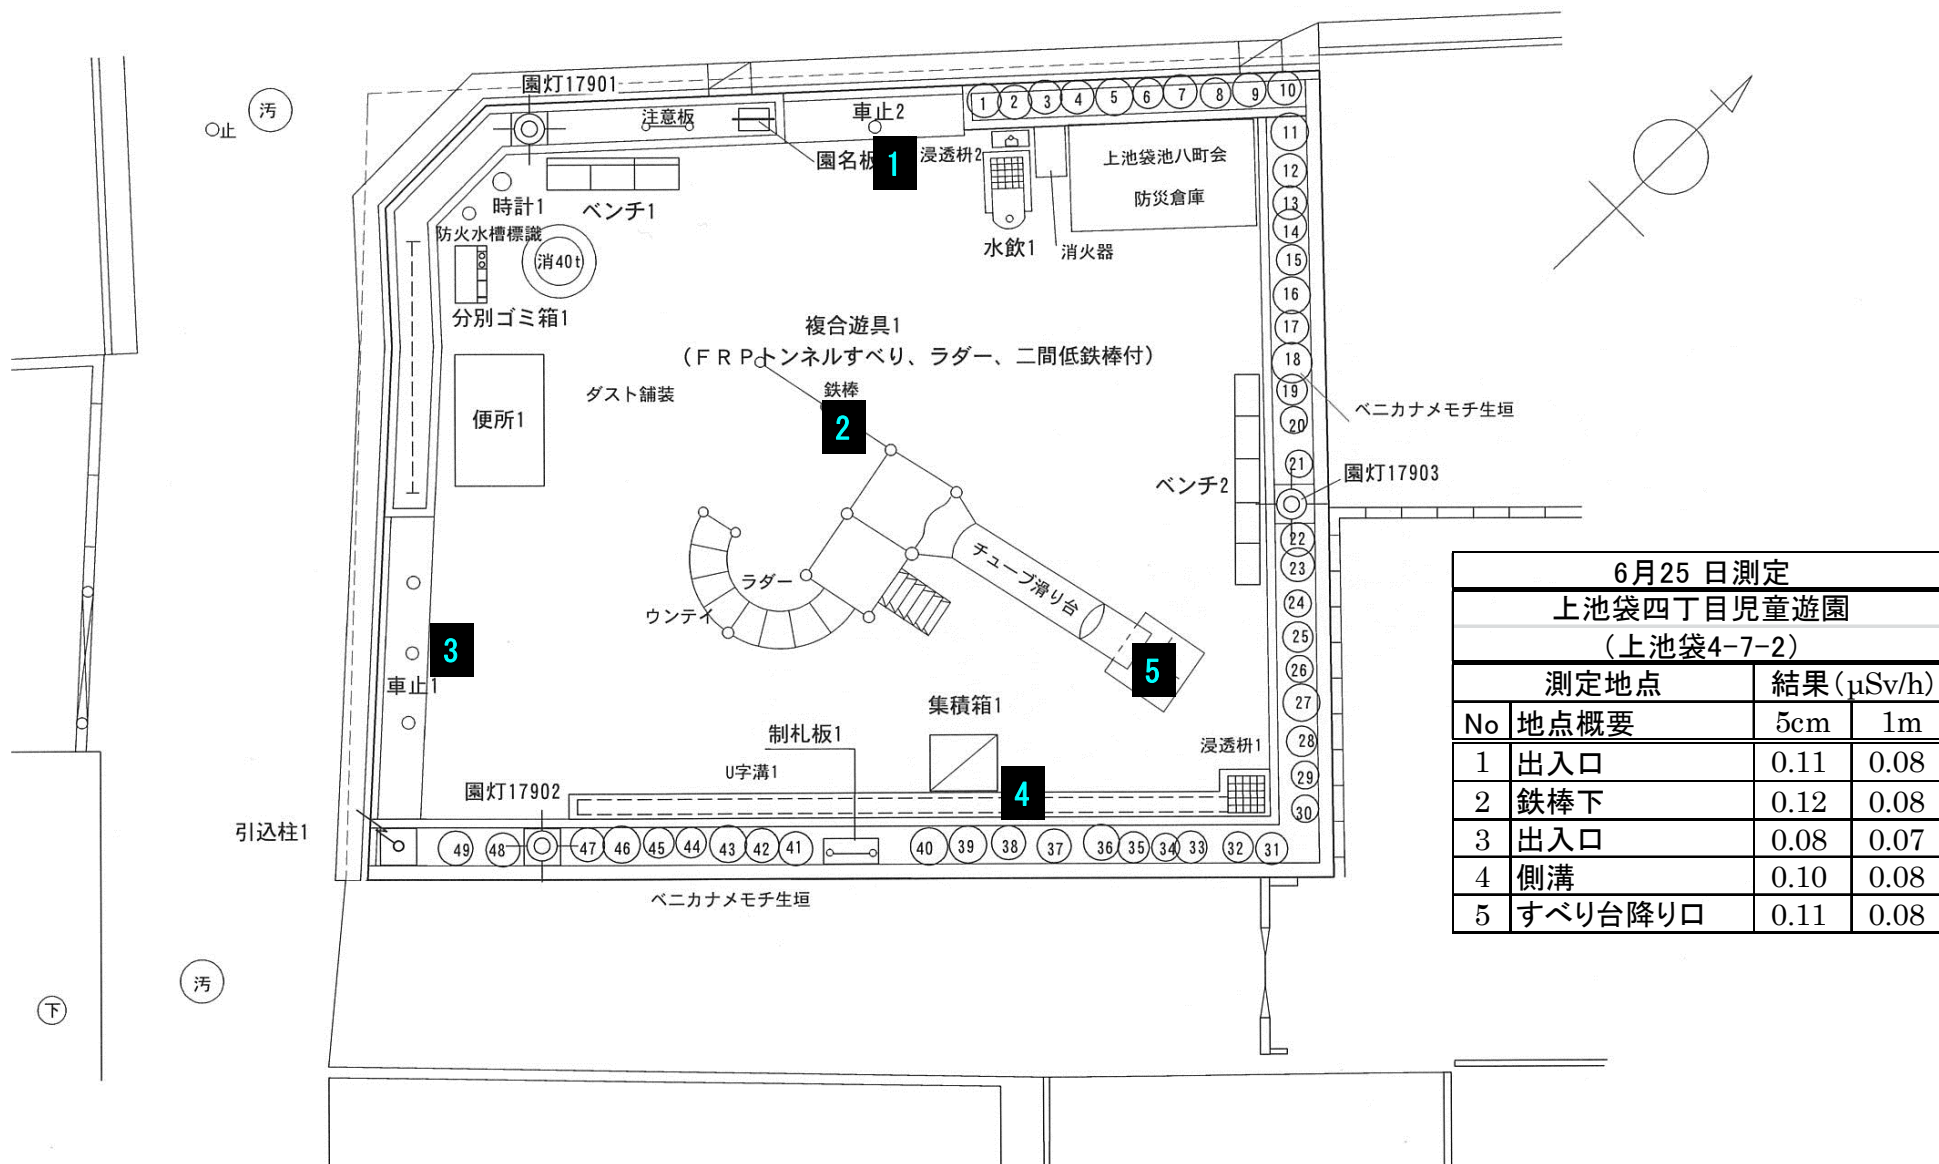 園灯17901
汚
止
注意板
車止2
1 2 3 4 5 6 7 8 9 10
園名板
1
浸透桝2
上池袋池八町会
防災倉庫
11
12
13
14
15
16
17
18
19
20
21
時計1
ベンチ1
防火水槽標識
消40t
水飲1
消火器
分別ゴミ箱1
複合遊具1
(FRPトンネルすべり、ラダー、二間低鉄棒付)
ダスト舗装
鉄棒
便所1
2
ベニカナメモチ生垣
ベンチ2
園灯17903
22
23
24
25
26
27
28
29
30
チューブ滑り台
ラダー
ウンテイ
3
車止1
5
集積箱1
制札板1
浸透枡1
U字溝1
4
園灯17902
引込柱1
49 48 47 46 45 44 43 42 41 40 39 38 37 36 35 34 33 32 31
ベニカナメモチ生垣
汚
下
6月25 日測定
上池袋四丁目児童遊園
(上池袋4-7-2)
測定地点 結果(μSv/h)
No 地点概要 5cm 1m
1 出入口 0.11 0.08
2 鉄棒下 0.12 0.08
3 出入口 0.08 0.07
4 側溝 0.10 0.08
5 すべり台降り口 0.11 0.08